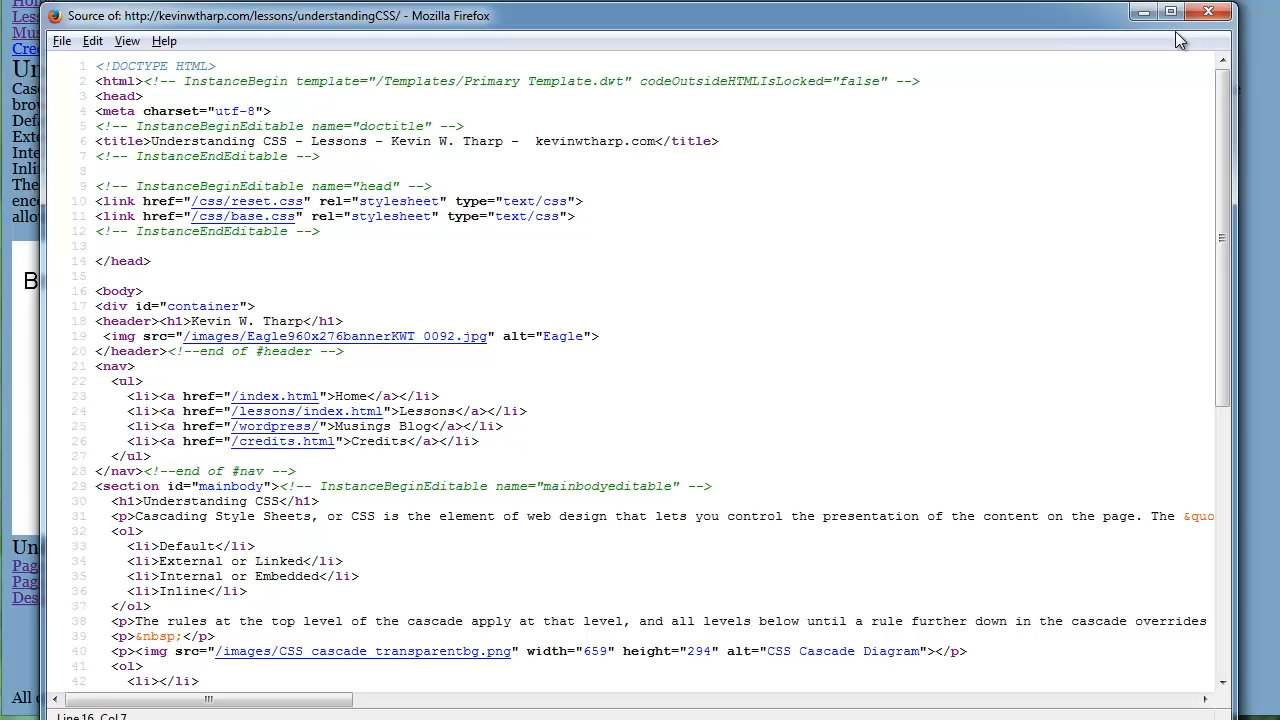 Source of: http://kevinwtharp.com/lessons/understandingCSS/ - Mozilla Firefox
File Edit View Help
1 <!DOCTYPE HTML>
2 <html><!-- InstanceBegin template="/Templates/Primary Template.dwt" codeOutsideHTMLIsLocked="false" -->
3 <head>
4 <meta charset="utf-8">
5 <!-- InstanceBeginEditable name="doctitle" -->
6 <title>Understanding CSS - Lessons - Kevin W. Tharp -  kevinwtharp.com</title>
7 <!-- InstanceEndEditable -->
8
9 <!-- InstanceBeginEditable name="head" -->
10 <link href="/css/reset.css" rel="stylesheet" type="text/css">
11 <link href="/css/base.css" rel="stylesheet" type="text/css">
12 <!-- InstanceEndEditable -->
13
14 </head>
15
16 <body>
17 <div id="container">
18 <header><h1>Kevin W. Tharp</h1>
19 <img src="/images/Eagle960x276bannerKWT_0092.jpg" alt="Eagle">
20 </header><!--end of #header -->
21 <nav>
22 <ul>
23 <li><a href="/index.html">Home</a></li>
24 <li><a href="/lessons/index.html">Lessons</a></li>
25 <li><a href="/wordpress/">Musings Blog</a></li>
26 <li><a href="/credits.html">Credits</a></li>
27 </ul>
28 </nav><!--end of #nav -->
29 <section id="mainbody"><!-- InstanceBeginEditable name="mainbodyeditable" -->
30 <h1>Understanding CSS</h1>
31 <p>Cascading Style Sheets, or CSS is the element of web design that lets you control the presentation of the content on the page. The &quo
32 <ol>
33 <li>Default</li>
34 <li>External or Linked</li>
35 <li>Internal or Embedded</li>
36 <li>Inline</li>
37 </ol>
38 <p>The rules at the top level of the cascade apply at that level, and all levels below until a rule further down in the cascade overrides
39 <p>&nbsp;</p>
40 <p><img src="/images/CSS_cascade_transparentbg.png" width="659" height="294" alt="CSS Cascade Diagram"></p>
41 <ol>
42 <li></li>
Line 16, Col 7